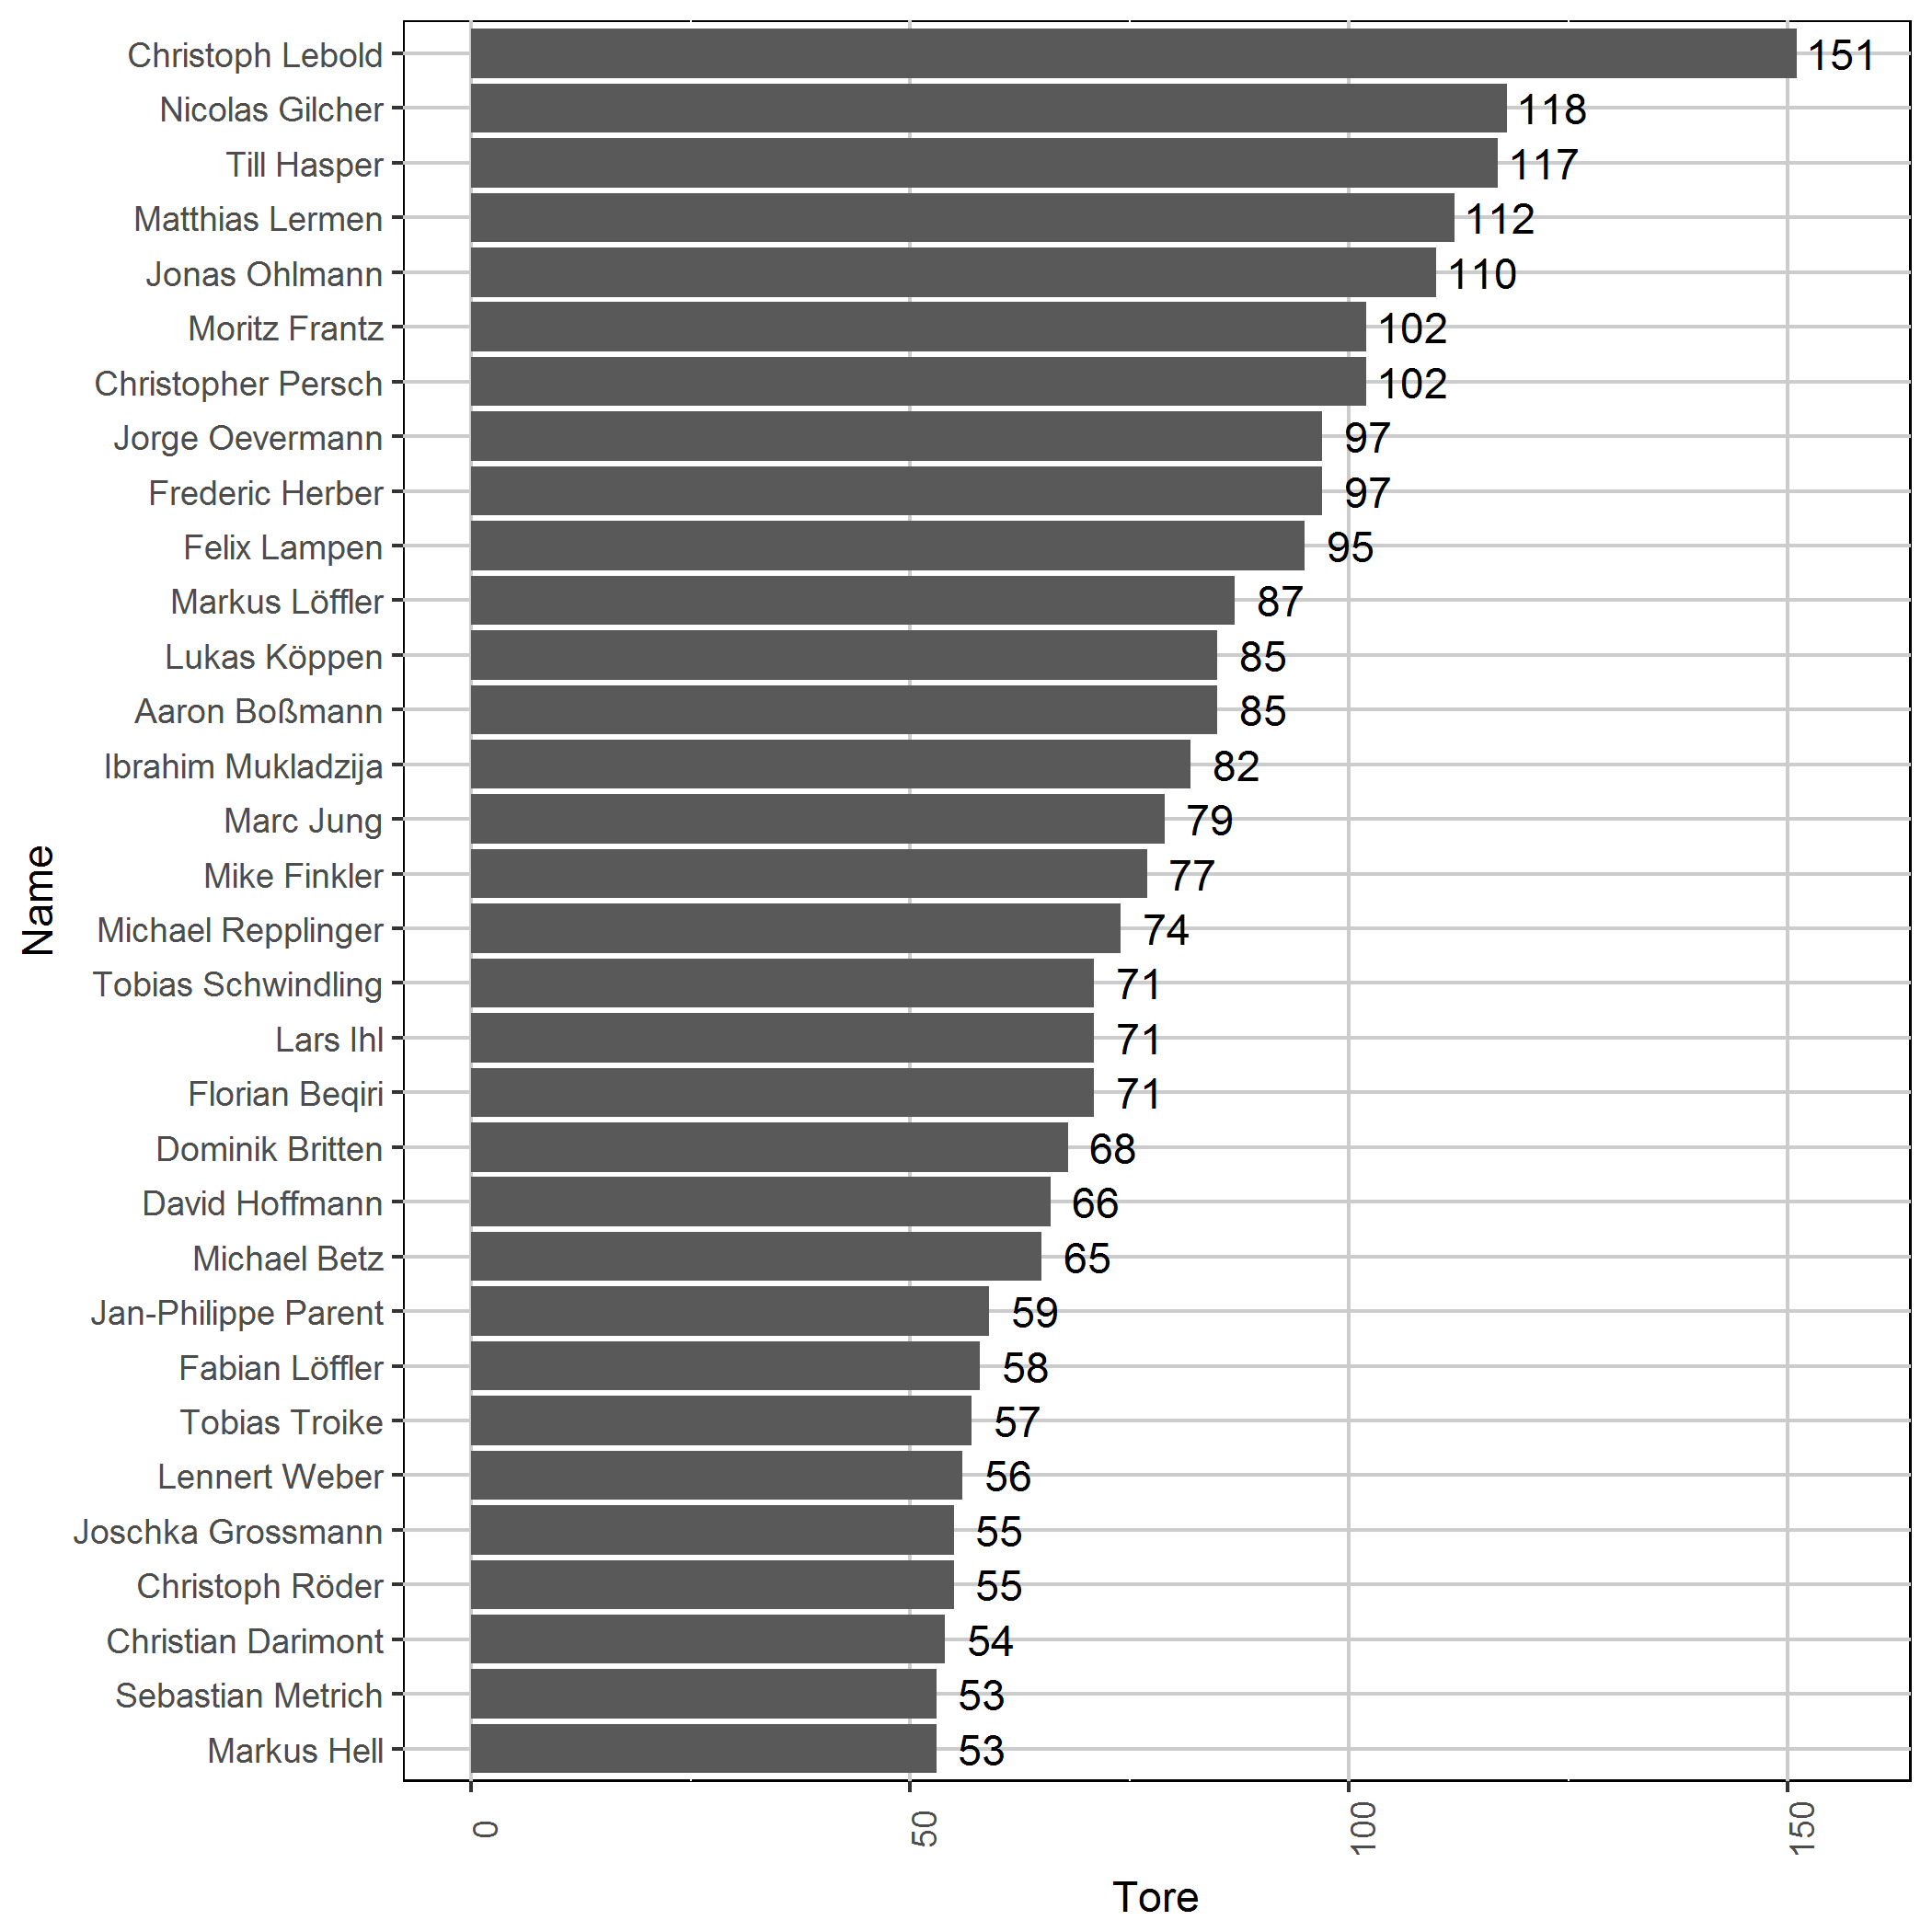 Christoph Lebold 151
Nicolas Gilcher 118
Till Hasper 117
Matthias Lermen 112
Jonas Ohlmann 110
Moritz Frantz 102
Christopher Persch 102
Jorge Oevermann 97
Frederic Herber 97
Felix Lampen 95
Markus Löffler 87
Lukas Köppen 85
Aaron Boßmann 85
Ibrahim Mukladzija 82
Marc Jung 79
Mike Finkler 77
Michael Repplinger 74
Tobias Schwindling 71
Lars Ihl 71
Florian Beqiri 71
Dominik Britten 68
David Hoffmann 66
Michael Betz 65
Jan-Philippe Parent 59
Fabian Löffler 58
Tobias Troike 57
Lennert Weber 56
Joschka Grossmann 55
Christoph Röder 55
Christian Darimont 54
Sebastian Metrich 53
Markus Hell 53
Name
0 50 100 150
Tore